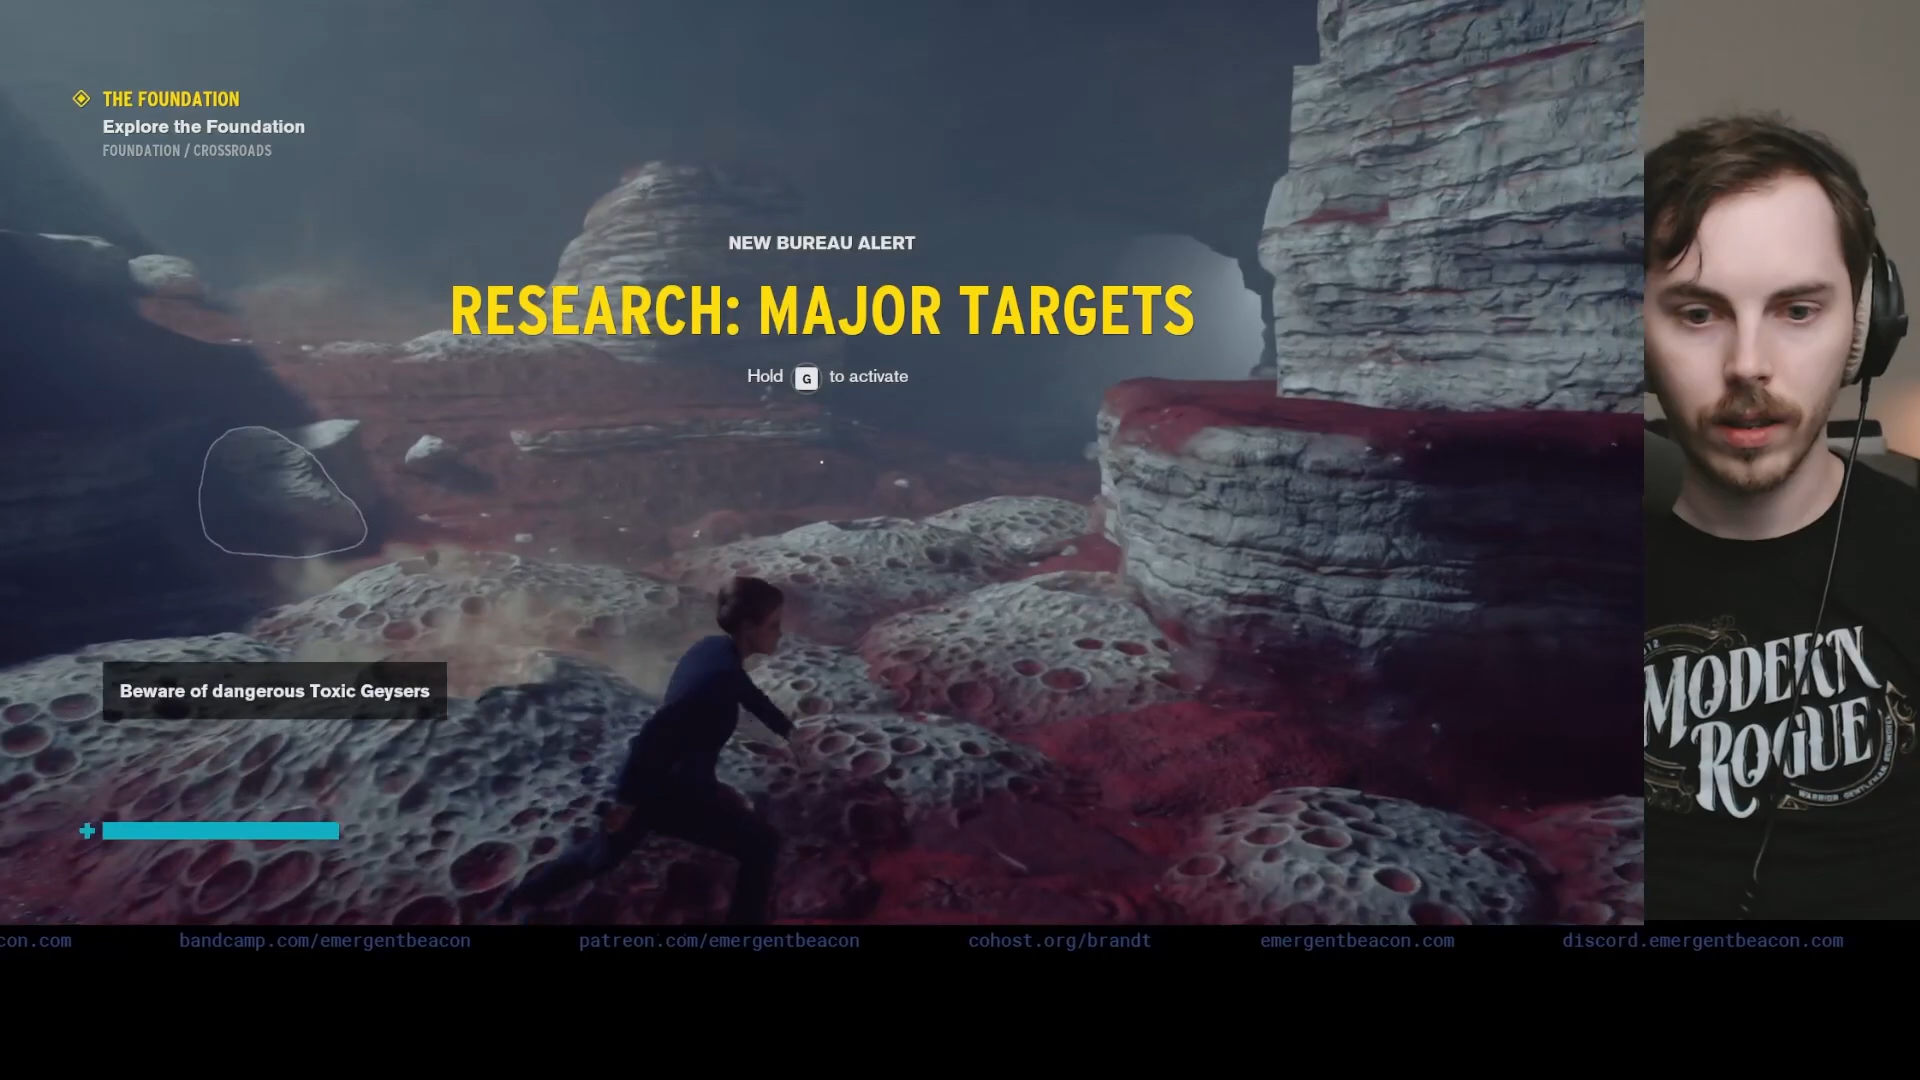 THE FOUNDATION
Explore the Foundation
FOUNDATION / CROSSROADS
NEW BUREAU ALERT
RESEARCH: MAJOR TARGETS
Hold G to activate
Beware of dangerous Toxic Geysers
MODERN
ROGUE
con.com bandcamp.com/emergentbeacon patreon.com/emergentbeacon cohost.org/brandt emergentbeacon.com discord.emergentbeacon.com